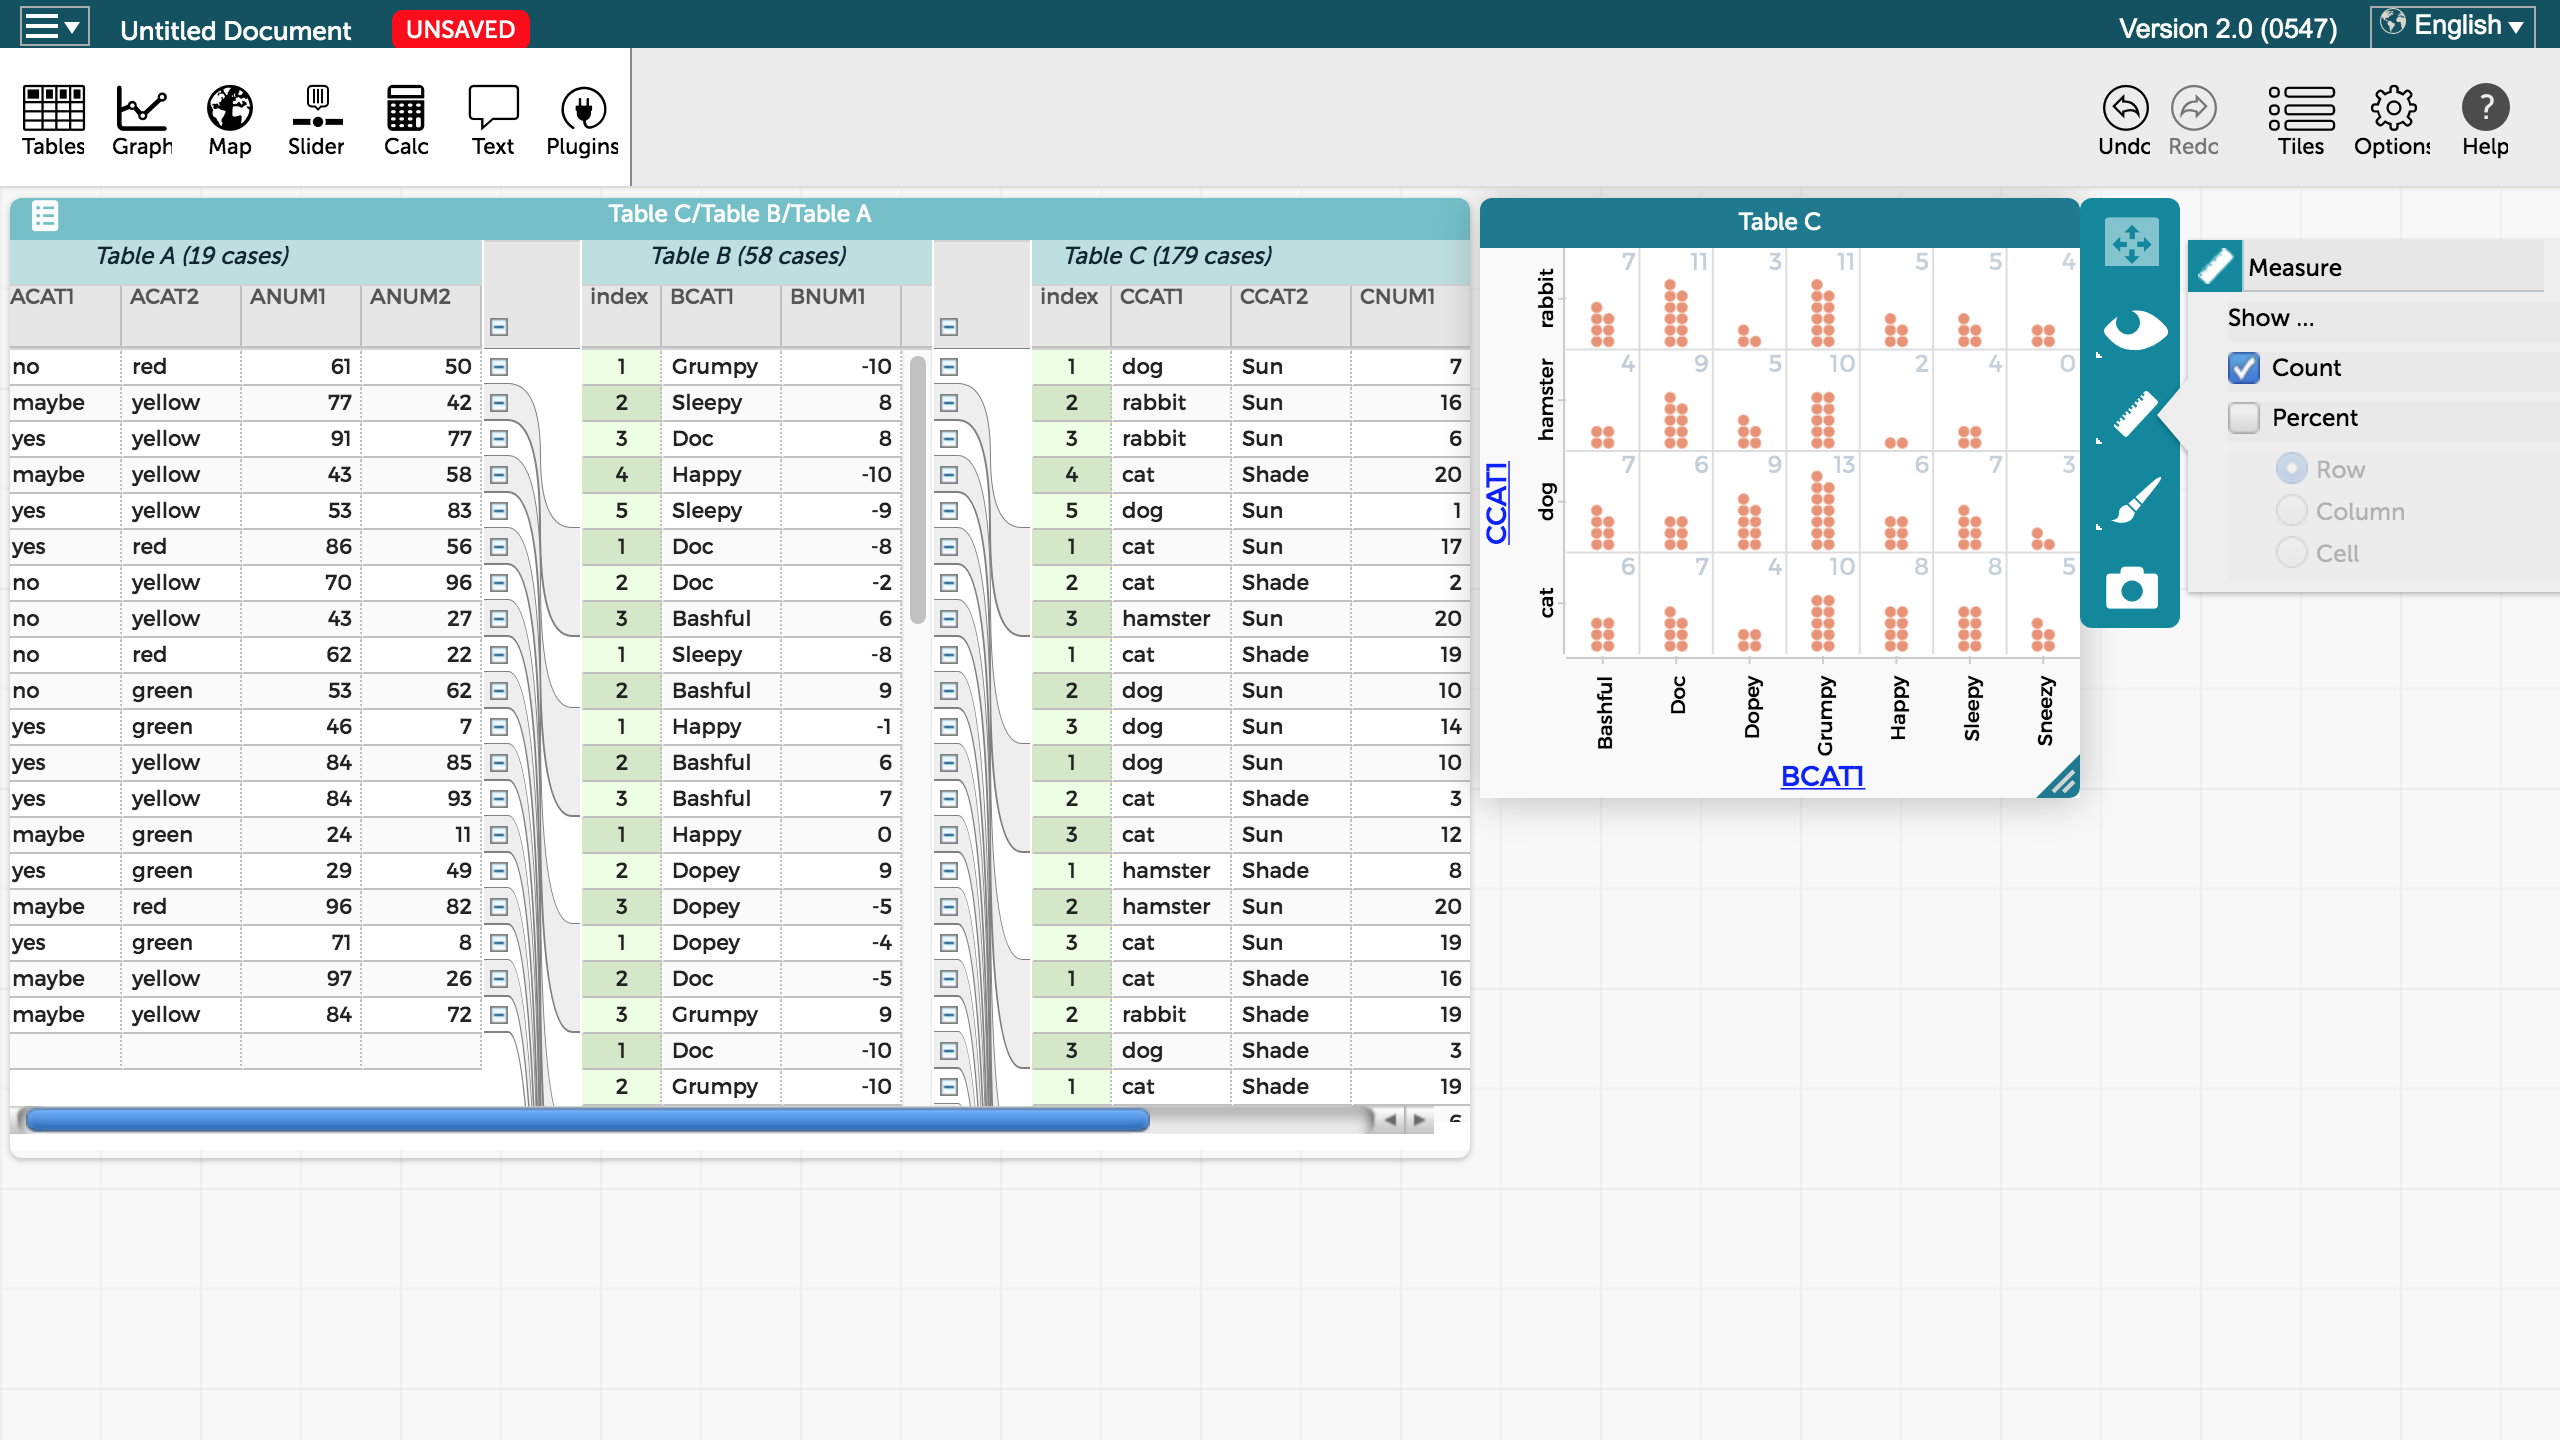 Untitled Document UNSAVED Version 2.0 (0547) English
Tables Graph Map Slider Calc Text Plugins Undo Redo Tiles Options Help
Table C/Table B/Table A
Table A (19 cases) Table B (58 cases) Table C (179 cases)
ACAT1 ACAT2 ANUM1 ANUM2 index BCAT1 BNUM1 index CCAT1 CCAT2 CNUM1
no red 61 50 1 Grumpy -10 1 dog Sun 7
maybe yellow 77 42 2 Sleepy 8 2 rabbit Sun 16
yes yellow 91 77 3 Doc 8 3 rabbit Sun 6
maybe yellow 43 58 4 Happy -10 4 cat Shade 20
yes yellow 53 83 5 Sleepy -9 5 dog Sun 1
yes red 86 56 1 Doc -8 1 cat Sun 17
no yellow 70 96 2 Doc -2 2 cat Shade 2
no yellow 43 27 3 Bashful 6 3 hamster Sun 20
no red 62 22 1 Sleepy -8 1 cat Shade 19
no green 53 62 2 Bashful 9 2 dog Sun 10
yes green 46 7 1 Happy -1 3 dog Sun 14
yes yellow 84 85 2 Bashful 6 1 dog Sun 10
yes yellow 84 93 3 Bashful 7 2 cat Shade 3
maybe green 24 11 1 Happy 0 3 cat Sun 12
yes green 29 49 2 Dopey 9 1 hamster Shade 8
maybe red 96 82 3 Dopey -5 2 hamster Sun 20
yes green 71 8 1 Dopey -4 3 cat Sun 19
maybe yellow 97 26 2 Doc -5 1 cat Shade 16
maybe yellow 84 72 3 Grumpy 9 2 rabbit Shade 19
1 Doc -10 3 dog Shade 3
2 Grumpy -10 1 cat Shade 19
Table C
CCAT1
rabbit 7 11 3 11 5 5 4
hamster 4 9 5 10 2 4 0
dog 7 6 9 13 6 7 3
cat 6 7 4 10 8 8 5
Bashful Doc Dopey Grumpy Happy Sleepy Sneezy
BCAT1
Measure
Show ...
Count
Percent
Row
Column
Cell